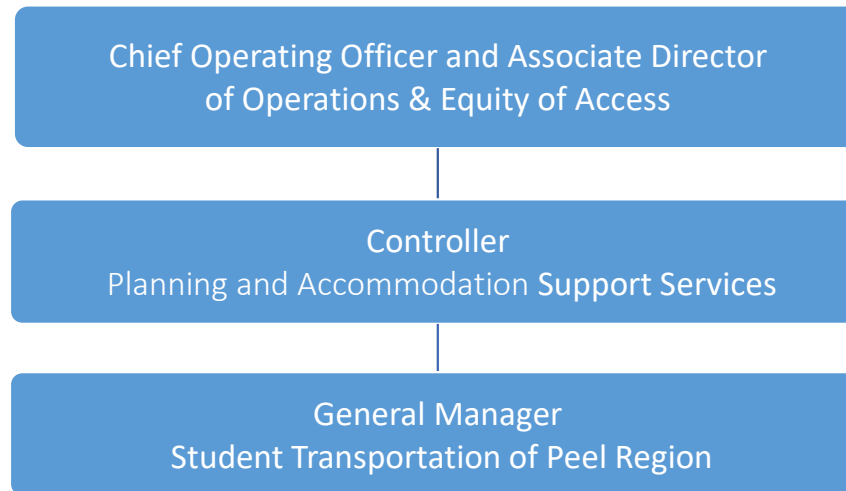 Chief Operating Officer and Associate Director
of Operations & Equity of Access
Controller
Planning and Accommodation Support Services
General Manager
Student Transportation of Peel Region